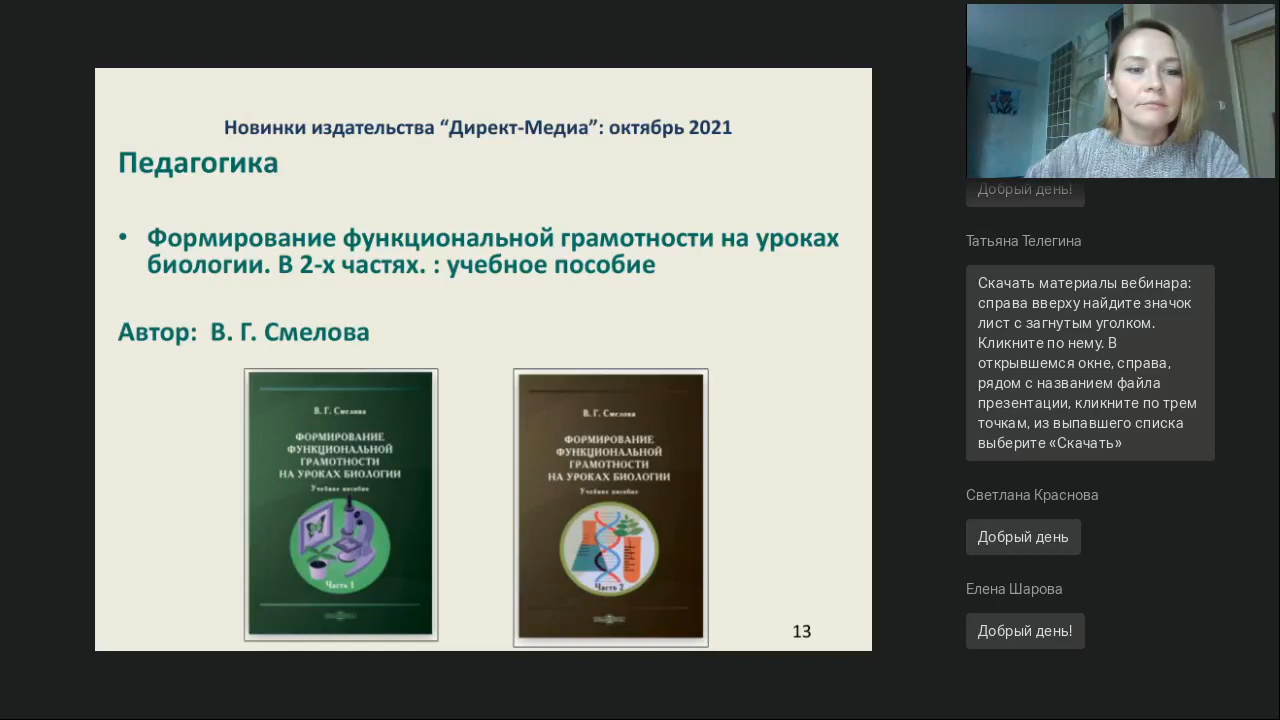 Новинки издательства “Директ-Медиа”: октябрь 2021
Педагогика
• Формирование функциональной грамотности на уроках
биологии. В 2-х частях. : учебное пособие
Автор: В. Г. Смелова
В. Г. Смелова
ФОРМИРОВАНИЕ
ФУНКЦИОНАЛЬНОЙ
ГРАМОТНОСТИ
НА УРОКАХ БИОЛОГИИ
Учебное пособие
Часть 1
В. Г. Смелова
ФОРМИРОВАНИЕ
ФУНКЦИОНАЛЬНОЙ
ГРАМОТНОСТИ
НА УРОКАХ БИОЛОГИИ
Учебное пособие
Часть 2
13
Добрый день!
Татьяна Телегина
Скачать материалы вебинара:
справа вверху найдите значок
лист с загнутым уголком.
Кликните по нему. В
открывшемся окне, справа,
рядом с названием файла
презентации, кликните по трем
точкам, из выпавшего списка
выберите «Скачать»
Светлана Краснова
Добрый день
Елена Шарова
Добрый день!